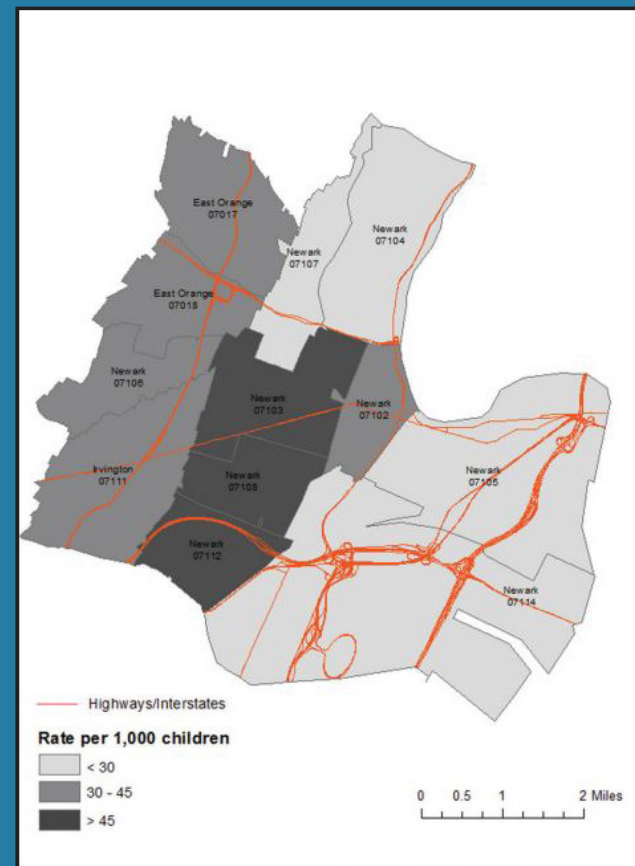 East Orange
07017
Newark
07104
Newark
07107
East Orange
07018
Newark
07106
Newark
07103
Newark
07102
Irvington
07111
Newark
07108
Newark
07105
Newark
07112
Newark
07114
Highways/Interstates
Rate per 1,000 children
< 30
30 - 45
> 45
0 0.5 1 2 Miles